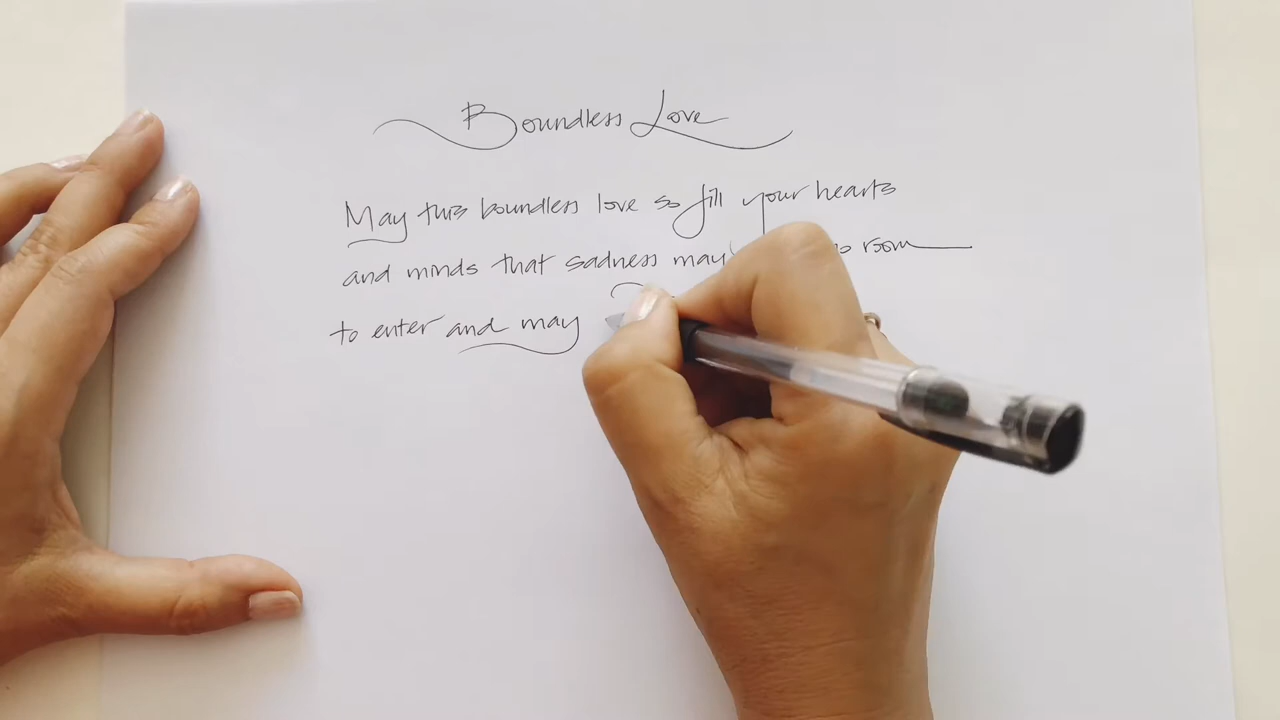 Boundless Love
May this boundless love so fill your hearts
and minds that sadness may room
to enter and may